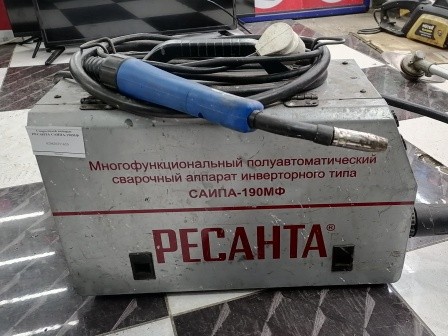 Многофункциональный полуавтоматический
сварочный аппарат инверторного типа
САИПА-190МФ
РЕСАНТА®